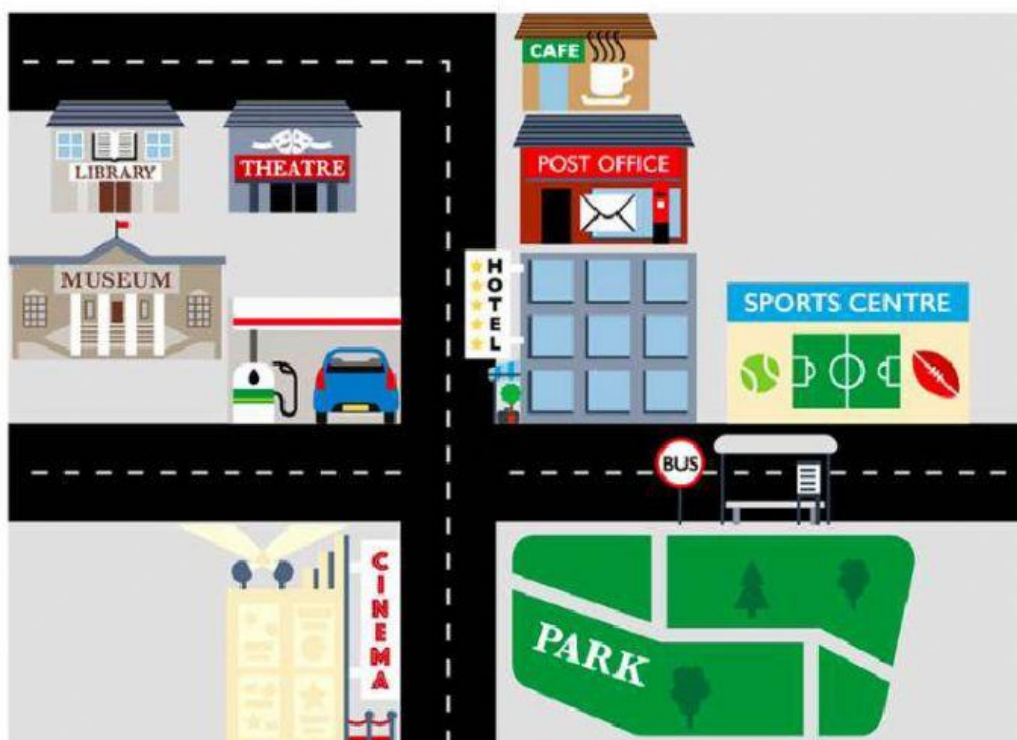 CAFE
POST OFFICE
LIBRARY
THEATRE
MUSEUM
HOTEL
SPORTS CENTRE
BUS
CINEMA
PARK